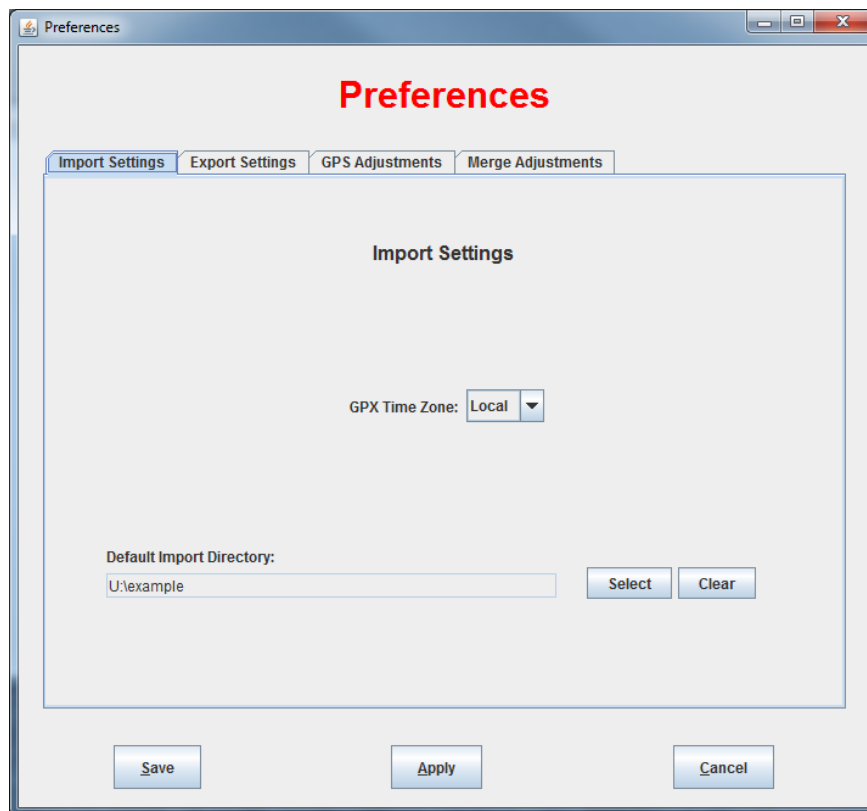 Preferences
Preferences
Import Settings Export Settings GPS Adjustments Merge Adjustments
Import Settings
GPX Time Zone: Local
Default Import Directory:
U:\example Select Clear
Save Apply Cancel